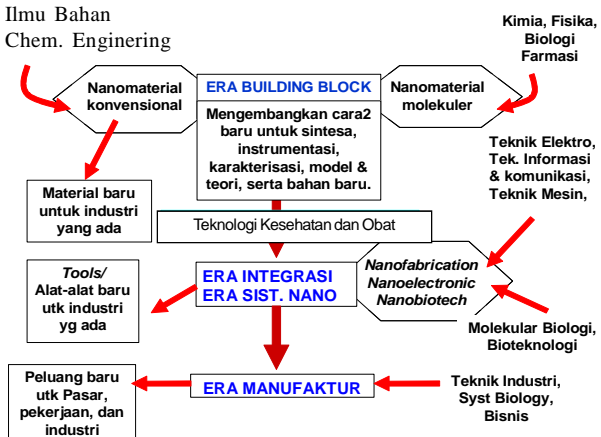 Ilmu Bahan
Chem. Enginering
Kimia, Fisika,
Biologi
Farmasi
Nanomaterial
konvensional
ERA BUILDING BLOCK
Mengembangkan cara2
baru untuk sintesa,
instrumentasi,
karakterisasi, model &
teori, serta bahan baru.
Nanomaterial
molekuler
Teknik Elektro,
Tek. Informasi
& komunikasi,
Teknik Mesin,
Material baru
untuk industri
yang ada
Teknologi Kesehatan dan Obat
Tools/
Alat-alat baru
utk industri
yg ada
ERA INTEGRASI
ERA SIST. NANO
Nanofabrication
Nanoelectronic
Nanobiotech
Molekular Biologi,
Bioteknologi
Peluang baru
utk Pasar,
pekerjaan, dan
industri
ERA MANUFAKTUR
Teknik Industri,
Syst Biology,
Bisnis